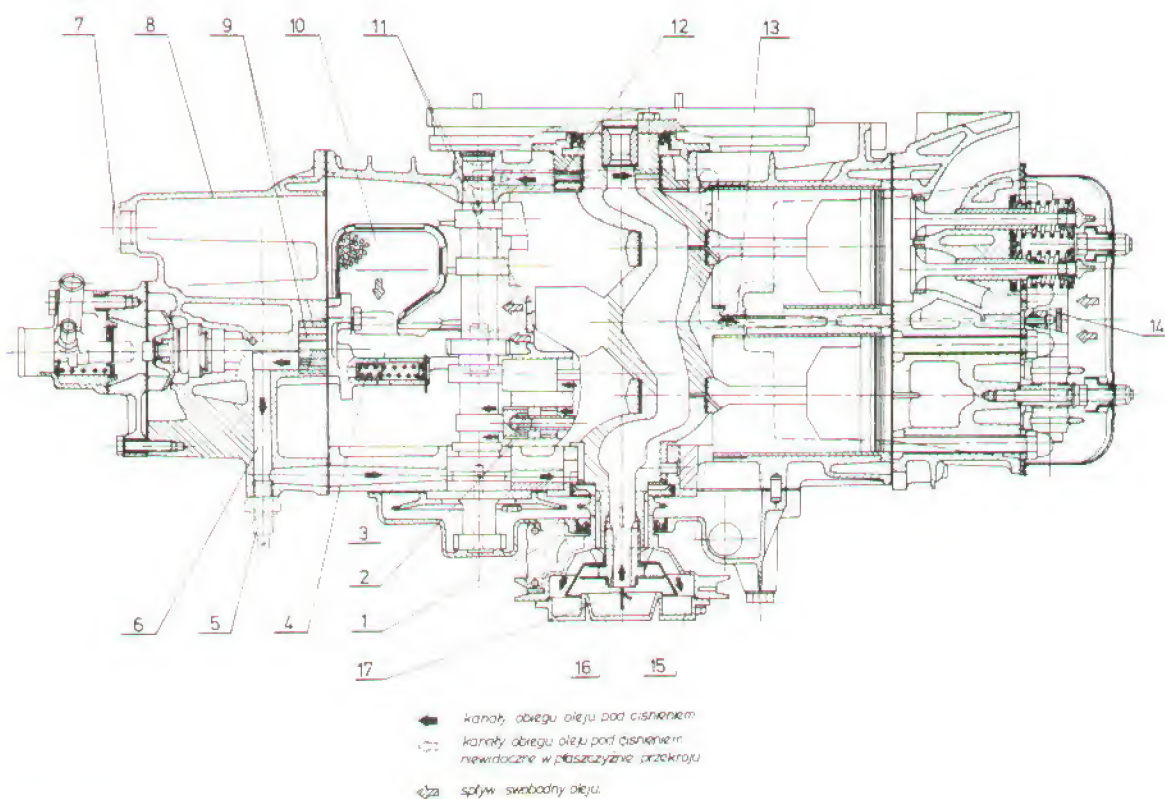 7 8 9 10 11 12 13
14
3
2
6 5 4 1
17 16 15
kanały obiegu oleju pod ciśnieniem
kanały obiegu oleju pod ciśnieniem
niewidoczne w płaszczyźnie przekroju
spływ swobodny oleju.